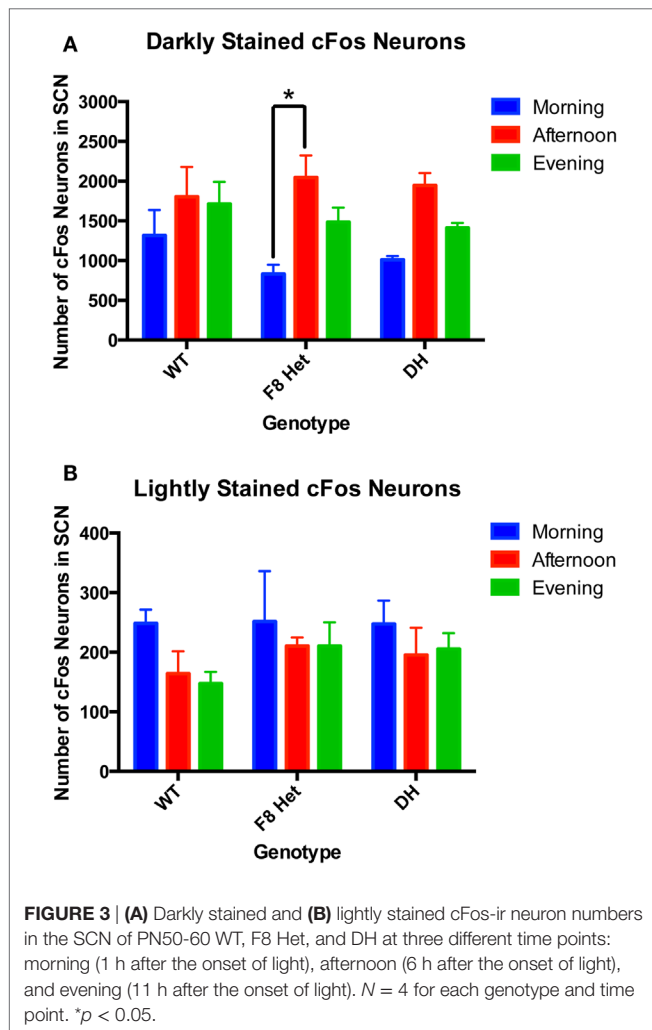 A
Darkly Stained cFos Neurons
Number of cFos Neurons in SCN
3000
2500
2000
1500
1000
500
0
*
Morning
Afternoon
Evening
WT
F8 Het
DH
Genotype
B
Lightly Stained cFos Neurons
Number of cFos Neurons in SCN
400
300
200
100
0
Morning
Afternoon
Evening
WT
F8 Het
DH
Genotype
FIGURE 3 | (A) Darkly stained and (B) lightly stained cFos-ir neuron numbers
in the SCN of PN50-60 WT, F8 Het, and DH at three different time points:
morning (1 h after the onset of light), afternoon (6 h after the onset of light),
and evening (11 h after the onset of light). N = 4 for each genotype and time
point. *p < 0.05.